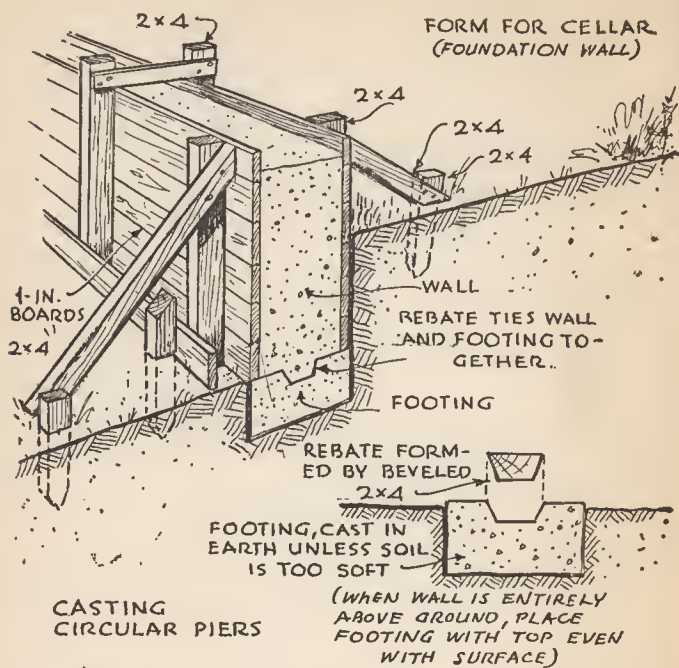 2×4
FORM FOR CELLAR
(FOUNDATION WALL)
2×4
2×4
2×4
1-IN.
BOARDS
2×4
WALL
REBATE TIES WALL
AND FOOTING TO-
GETHER.
FOOTING
REBATE FORM-
ED BY BEVELED
2×4
FOOTING, CAST IN
EARTH UNLESS SOIL
IS TOO SOFT
(WHEN WALL IS ENTIRELY
ABOVE GROUND, PLACE
FOOTING WITH TOP EVEN
WITH SURFACE)
CASTING
CIRCULAR PIERS